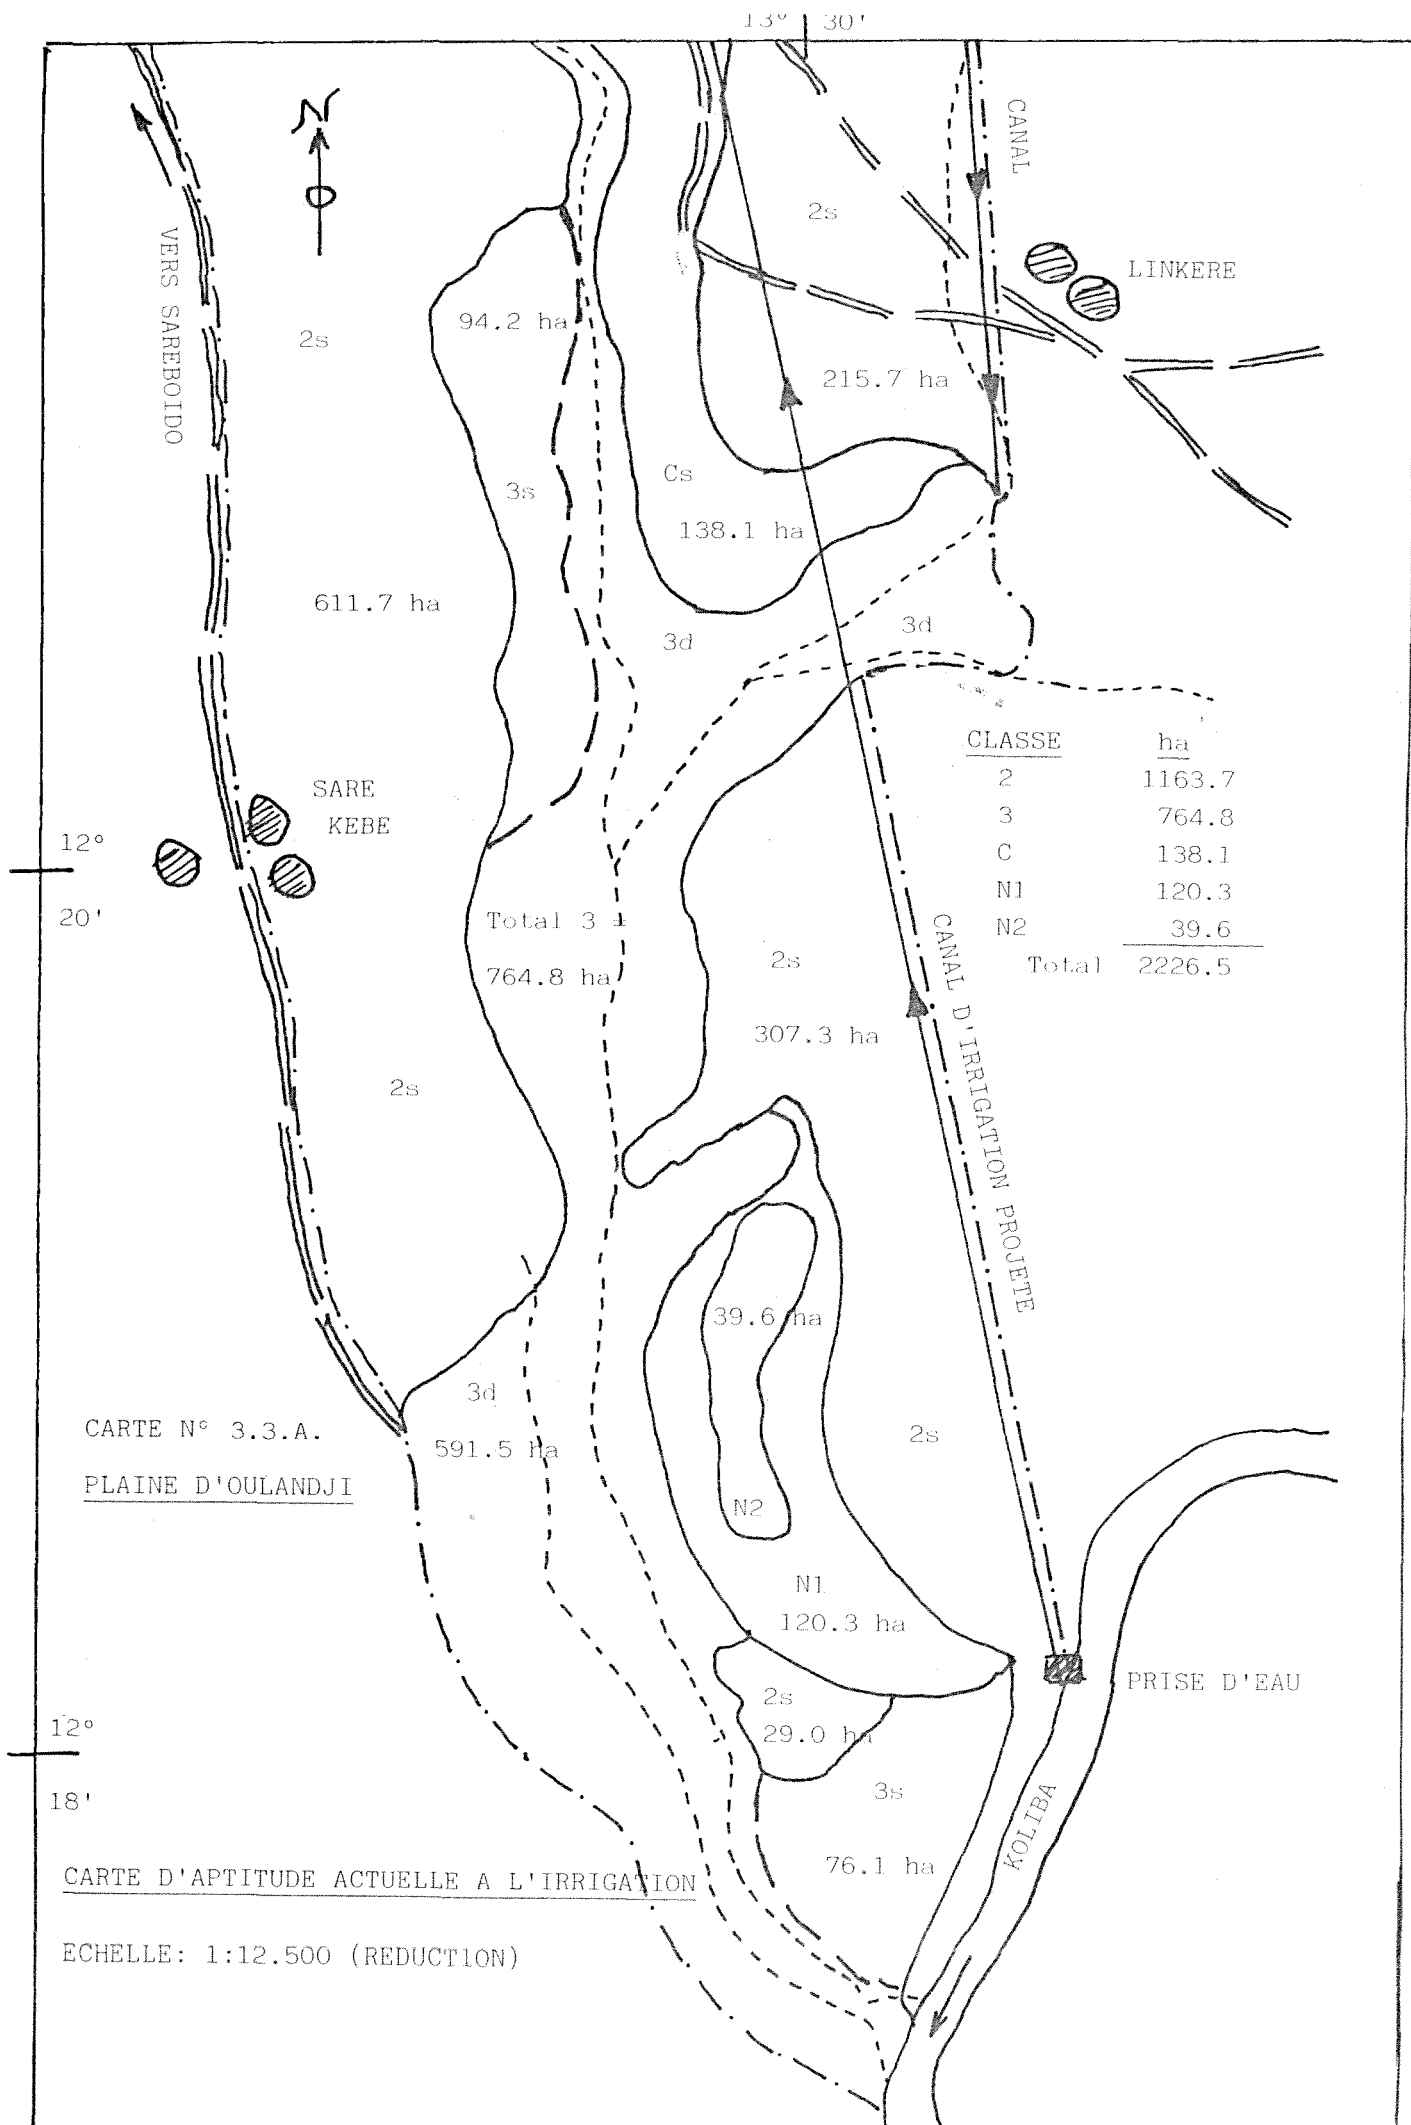 13° 30'
N
CANAL
2s
LINKERE
VERS SAREBOIDO
94.2 ha
2s
215.7 ha
Cs
3s
138.1 ha
611.7 ha
3d
3d
CLASSE ha
2 1163.7
3 764.8
C 138.1
N1 120.3
N2 39.6
Total 2226.5
SARE
KEBE
12°
20'
Total 3
764.8 ha
2s
307.3 ha
CANAL D'IRRIGATION PROJETE
2s
39.6 ha
3d
591.5 ha
2s
CARTE N° 3.3.A.
PLAINE D'OULANDJI
N2
N1
120.3 ha
PRISE D'EAU
2s
29.0 ha
12°
18'
3s
76.1 ha
KOLIBA
CARTE D'APTITUDE ACTUELLE A L'IRRIGATION
ECHELLE: 1:12.500 (REDUCTION)